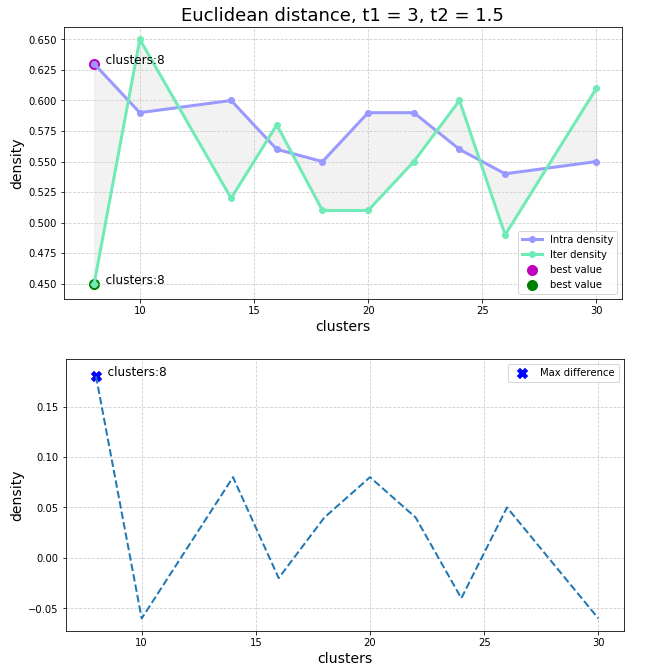 Euclidean distance, t1 = 3, t2 = 1.5
0.650
0.625
0.600
0.575
0.550
0.525
0.500
0.475
0.450
density
clusters:8
clusters:8
Intra density
Iter density
best value
best value
10 15 20 25 30
clusters
0.15
0.10
0.05
0.00
−0.05
density
clusters:8
Max difference
10 15 20 25 30
clusters